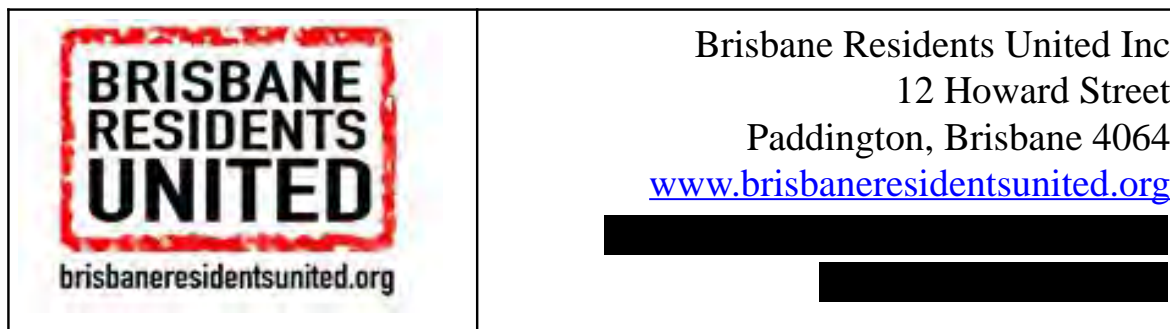 BRISBANE
RESIDENTS
UNITED
brisbaneresidentsunited.org
Brisbane Residents United Inc
12 Howard Street
Paddington, Brisbane 4064
www.brisbaneresidentsunited.org